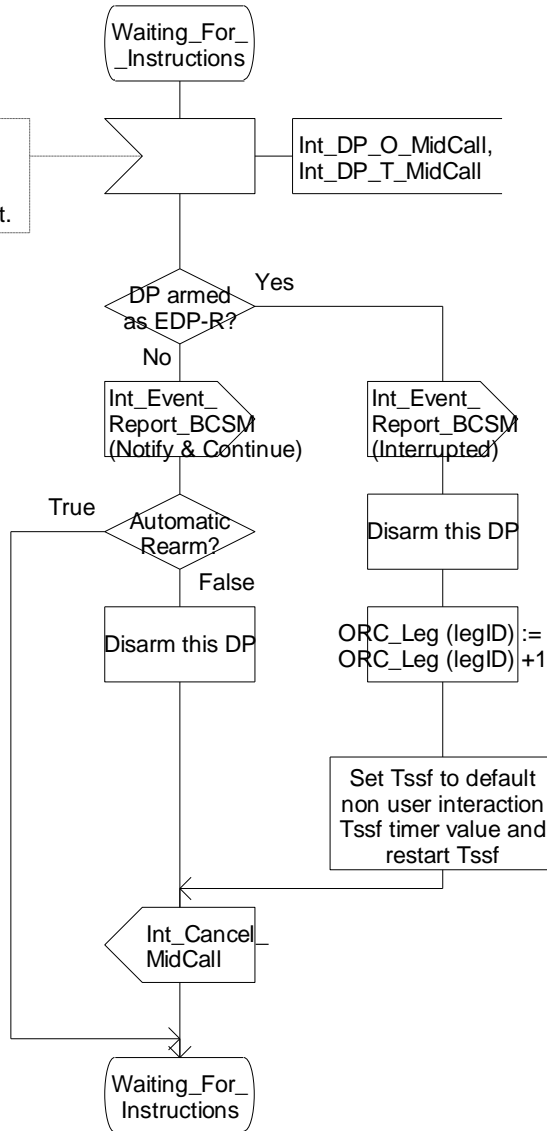 Waiting_For_
_Instructions
t.
Int_DP_O_MidCall,
Int_DP_T_MidCall
DP armed
as EDP-R?
Yes
No
Int_Event_
Report_BCSM
(Notify & Continue)
Int_Event_
Report_BCSM
(Interrupted)
True
Automatic
Rearm?
False
Disarm this DP
Disarm this DP
ORC_Leg (legID) :=
ORC_Leg (legID) +1
Set Tssf to default
non user interaction
Tssf timer value and
restart Tssf
Int_Cancel_
MidCall
Waiting_For_
Instructions